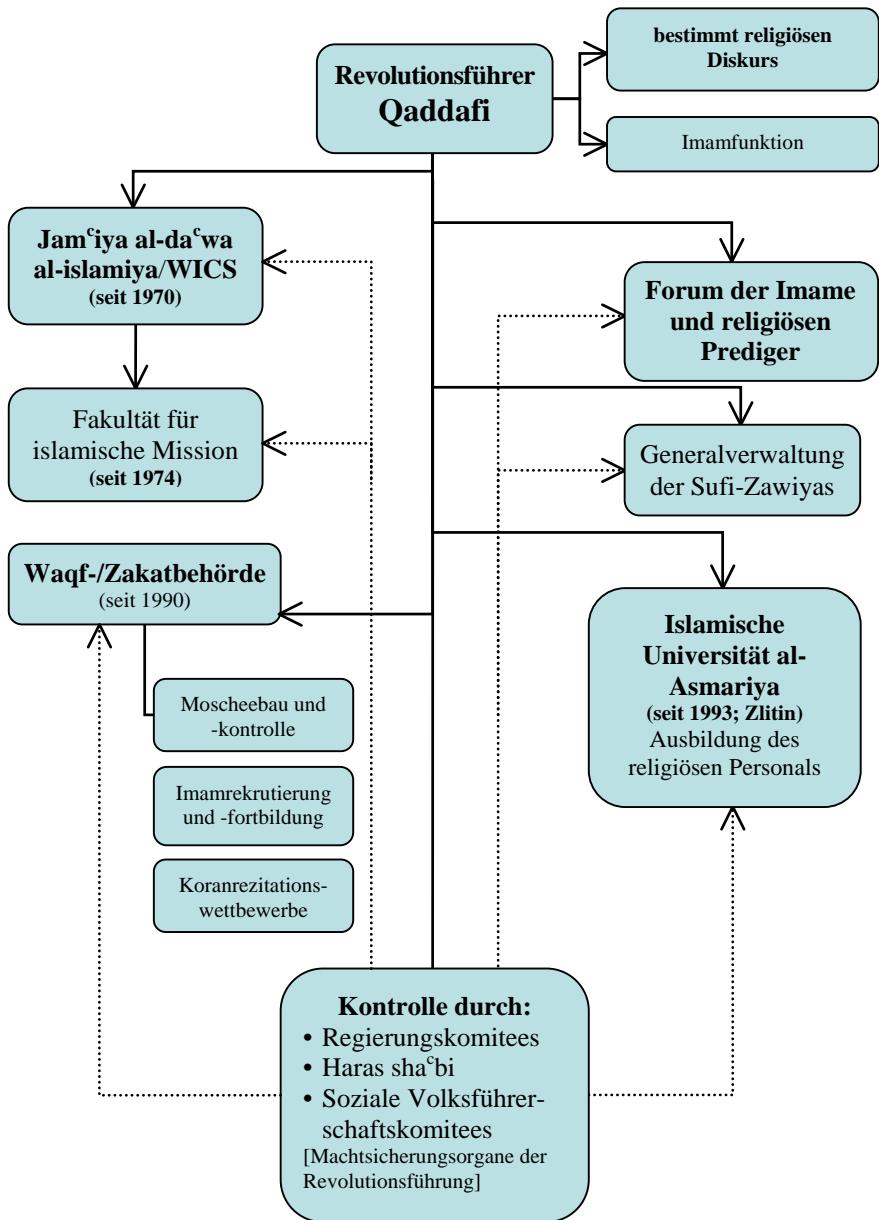 Revolutionsführer
Qaddafi
bestimmt religiösen
Diskurs
Imamfunktion
Jamᶜiya al-daᶜwa
al-islamiya/WICS
(seit 1970)
Forum der Imame
und religiösen
Prediger
Fakultät für
islamische Mission
(seit 1974)
Generalverwaltung
der Sufi-Zawiyas
Waqf-/Zakatbehörde
(seit 1990)
Moscheebau und
-kontrolle
Imamrekrutierung
und -fortbildung
Koranrezitations-
wettbewerbe
Islamische
Universität al-
Asmariya
(seit 1993; Zlitin)
Ausbildung des
religiösen Personals
Kontrolle durch:
• Regierungskomitees
• Haras shaᶜbi
• Soziale Volksführer-
schaftskomitees
[Machtsicherungsorgane der
Revolutionsführung]